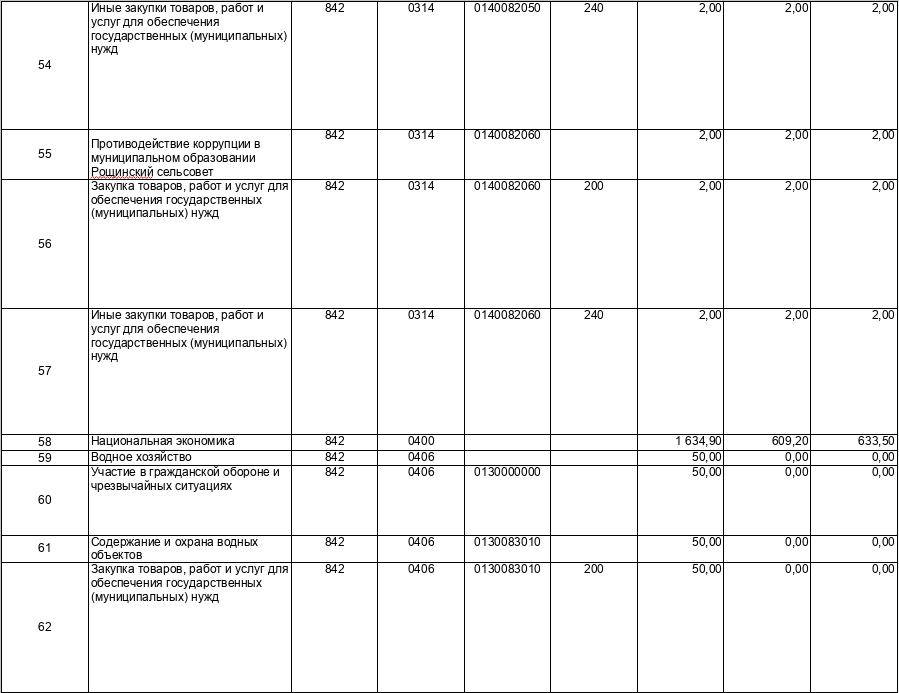 Иные закупки товаров, работ и 842 0314 0140082050 240 2,00 2,00 2,00
услуг для обеспечения
государственных (муниципальных)
нужд
54
842 0314 0140082060 2,00 2,00 2,00
Противодействие коррупции в
55
муниципальном образовании
Рощинский сельсовет
Закупка товаров, работ и услуг для 842 0314 0140082060 200 2,00 2,00 2,00
обеспечения государственных
(муниципальных) нужд
56
Иные закупки товаров, работ и 842 0314 0140082060 240 2,00 2,00 2,00
услуг для обеспечения
государственных (муниципальных)
нужд
57
58 Национальная экономика 842 0400 1 634,90 609,20 633,50
59 Водное хозяйство 842 0406 50,00 0,00 0,00
Участие в гражданской обороне и 842 0406 0130000000 50,00 0,00 0,00
чрезвычайных ситуациях
60
Содержание и охрана водных 842 0406 0130083010 50,00 0,00 0,00
61
объектов
Закупка товаров, работ и услуг для 842 0406 0130083010 200 50,00 0,00 0,00
обеспечения государственных
(муниципальных) нужд
62